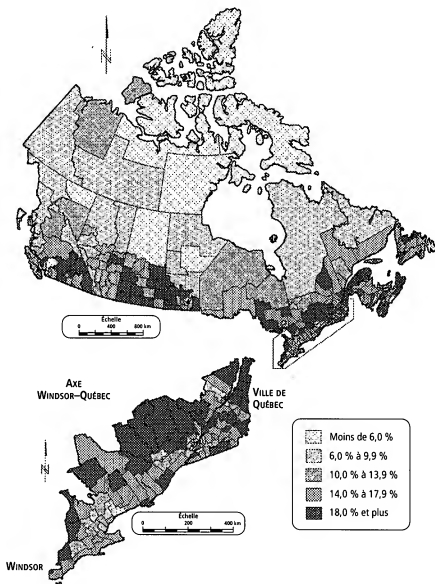 Échelle
0 400 800 km
AXE
WINDSOR–QUÉBEC
VILLE DE
QUÉBEC
Moins de 6,0 %
6,0 % à 9,9 %
10,0 % à 13,9 %
14,0 % à 17,9 %
18,0 % et plus
Échelle
0 200 400 km
WINDSOR